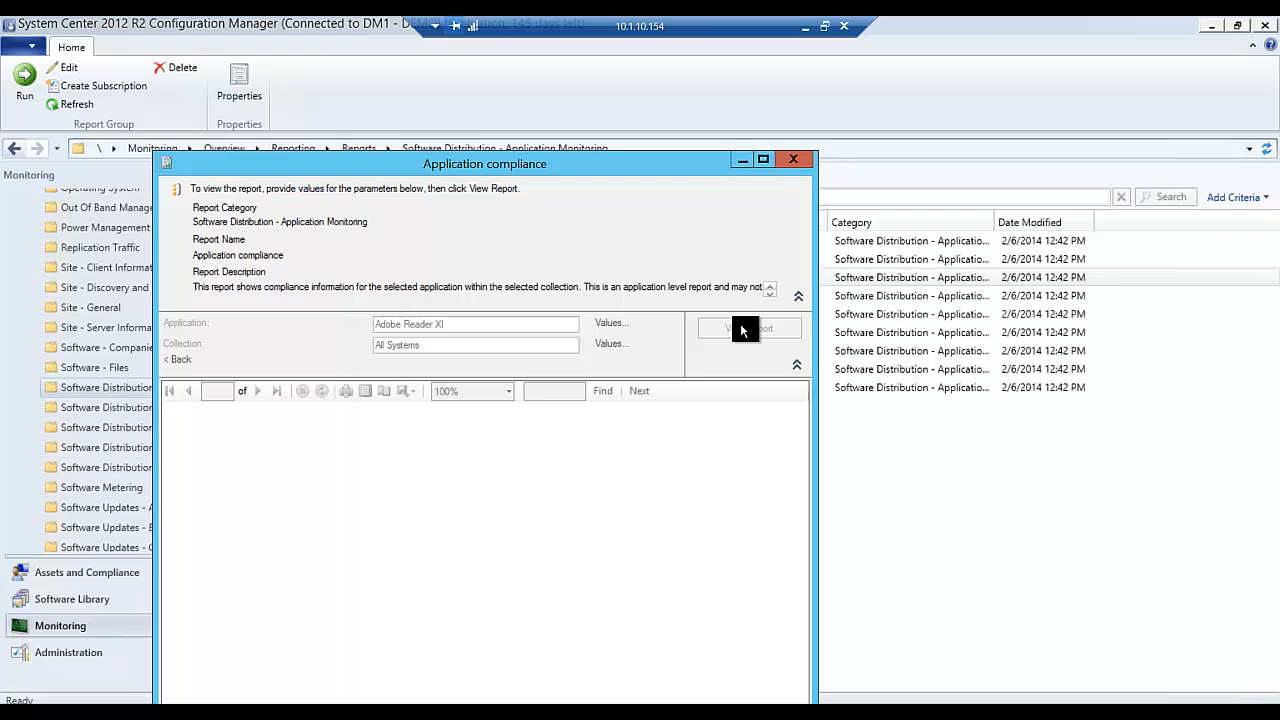 System Center 2012 R2 Configuration Manager (Connected to DM1 -
145 days left)
10.1.10.154
Home
Edit
Delete
Create Subscription
Run
Refresh
Properties
Report Group
Properties
\ Monitoring Overview Reporting Reports Software Distribution - Application Monitoring
Monitoring
Application compliance
Operating System
Out Of Band Manage
Power Management
Replication Traffic
Site - Client Informat
Site - Discovery and
Site - General
Site - Server Informa
Software - Companie
Software - Files
Software Distribution
Software Distribution
Software Distribution
Software Distribution
Software Distribution
Software Metering
Software Updates - A
Software Updates - E
Software Updates - C
Assets and Compliance
Software Library
Monitoring
Administration
Ready
To view the report, provide values for the parameters below, then click View Report.
Report Category
Software Distribution - Application Monitoring
Report Name
Application compliance
Report Description
This report shows compliance information for the selected application within the selected collection. This is an application level report and may not
Application:
Adobe Reader XI
Values...
Collection:
All Systems
Values...
< Back
of
100%
Find | Next
Search
Add Criteria
Category
Date Modified
Software Distribution - Applicatio... 2/6/2014 12:42 PM
Software Distribution - Applicatio... 2/6/2014 12:42 PM
Software Distribution - Applicatio... 2/6/2014 12:42 PM
Software Distribution - Applicatio... 2/6/2014 12:42 PM
Software Distribution - Applicatio... 2/6/2014 12:42 PM
Software Distribution - Applicatio... 2/6/2014 12:42 PM
Software Distribution - Applicatio... 2/6/2014 12:42 PM
Software Distribution - Applicatio... 2/6/2014 12:42 PM
Software Distribution - Applicatio... 2/6/2014 12:42 PM